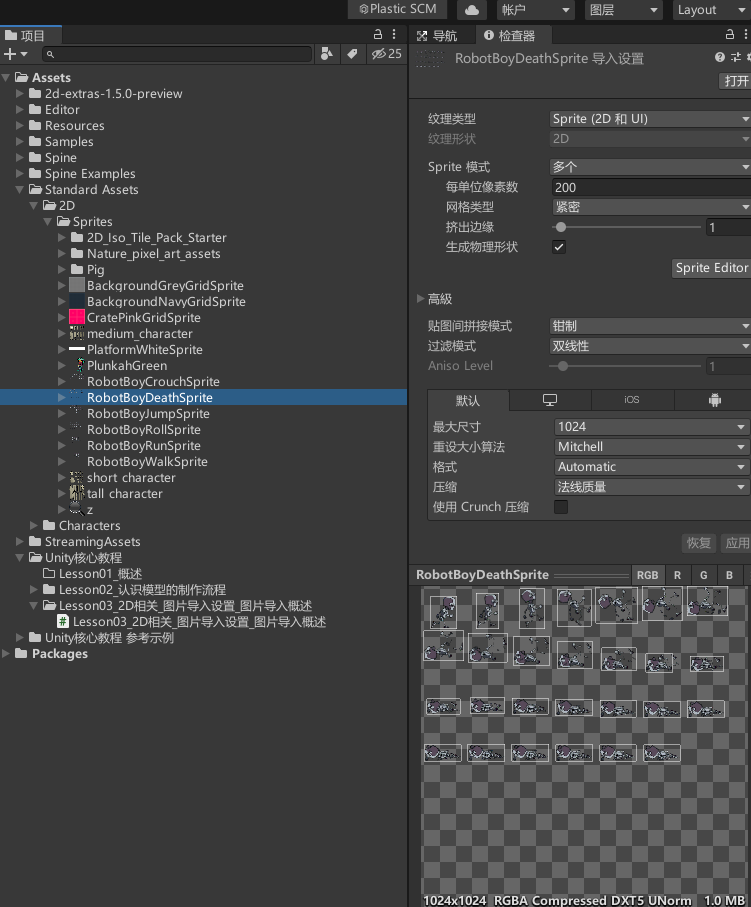 Plastic SCM
帐户
图层
Layout
项目
25
Assets
2d-extras-1.5.0-preview
Editor
Resources
Samples
Spine
Spine Examples
Standard Assets
2D
Sprites
2D_Iso_Tile_Pack_Starter
Nature_pixel_art_assets
Pig
BackgroundGreyGridSprite
BackgroundNavyGridSprite
CratePinkGridSprite
medium_character
PlatformWhiteSprite
PlunkahGreen
RobotBoyCrouchSprite
RobotBoyDeathSprite
RobotBoyJumpSprite
RobotBoyRollSprite
RobotBoyRunSprite
RobotBoyWalkSprite
short character
tall character
z
Characters
StreamingAssets
Unity核心教程
Lesson01_概述
Lesson02_认识模型的制作流程
Lesson03_2D相关_图片导入设置_图片导入概述
Lesson03_2D相关_图片导入设置_图片导入概述
Unity核心教程 参考示例
Packages
导航
检查器
RobotBoyDeathSprite 导入设置
打开
纹理类型 Sprite (2D 和 UI)
纹理形状 2D
Sprite 模式 多个
每单位像素数 200
网格类型 紧密
挤出边缘 1
生成物理形状
Sprite Editor
高級
贴图间拼接模式 钳制
过滤模式 双线性
Aniso Level 1
默认 iOS
最大尺寸 1024
重设大小算法 Mitchell
格式 Automatic
压缩 法线质量
使用 Crunch 压缩
恢复 应用
RobotBoyDeathSprite RGB R G B
1024x1024 RGBA Compressed DXT5 UNorm 1.0 MB